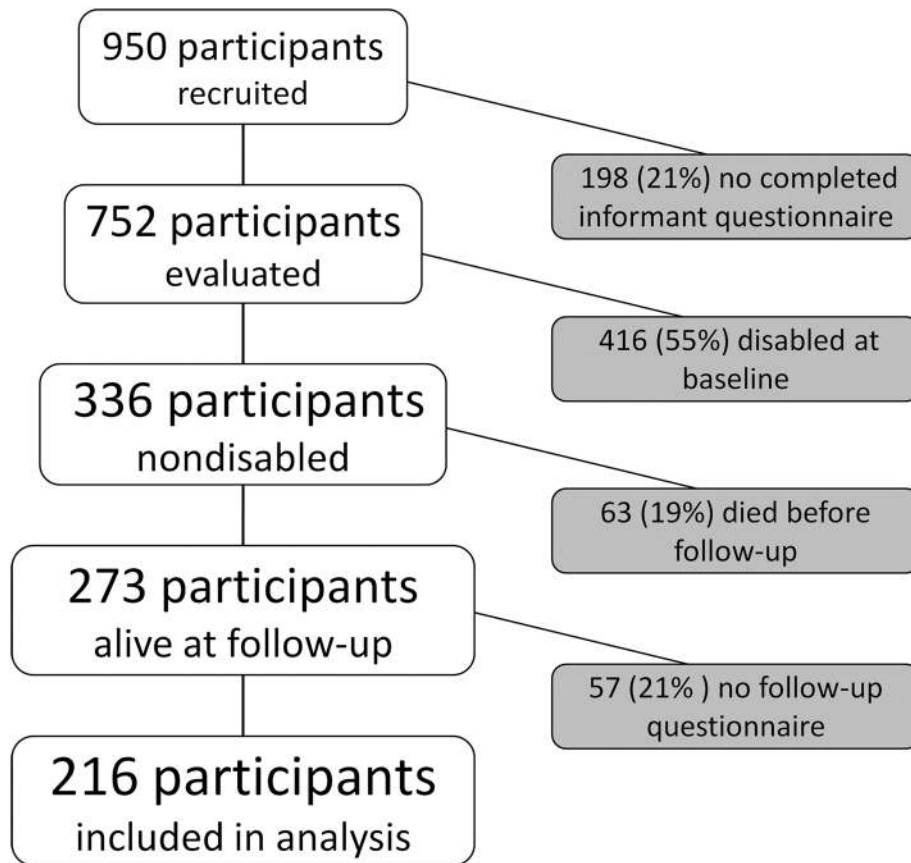 950 participants
recruited
198 (21%) no completed
informant questionnaire
752 participants
evaluated
416 (55%) disabled at
baseline
336 participants
nondisabled
63 (19%) died before
follow-up
273 participants
alive at follow-up
57 (21% ) no follow-up
questionnaire
216 participants
included in analysis